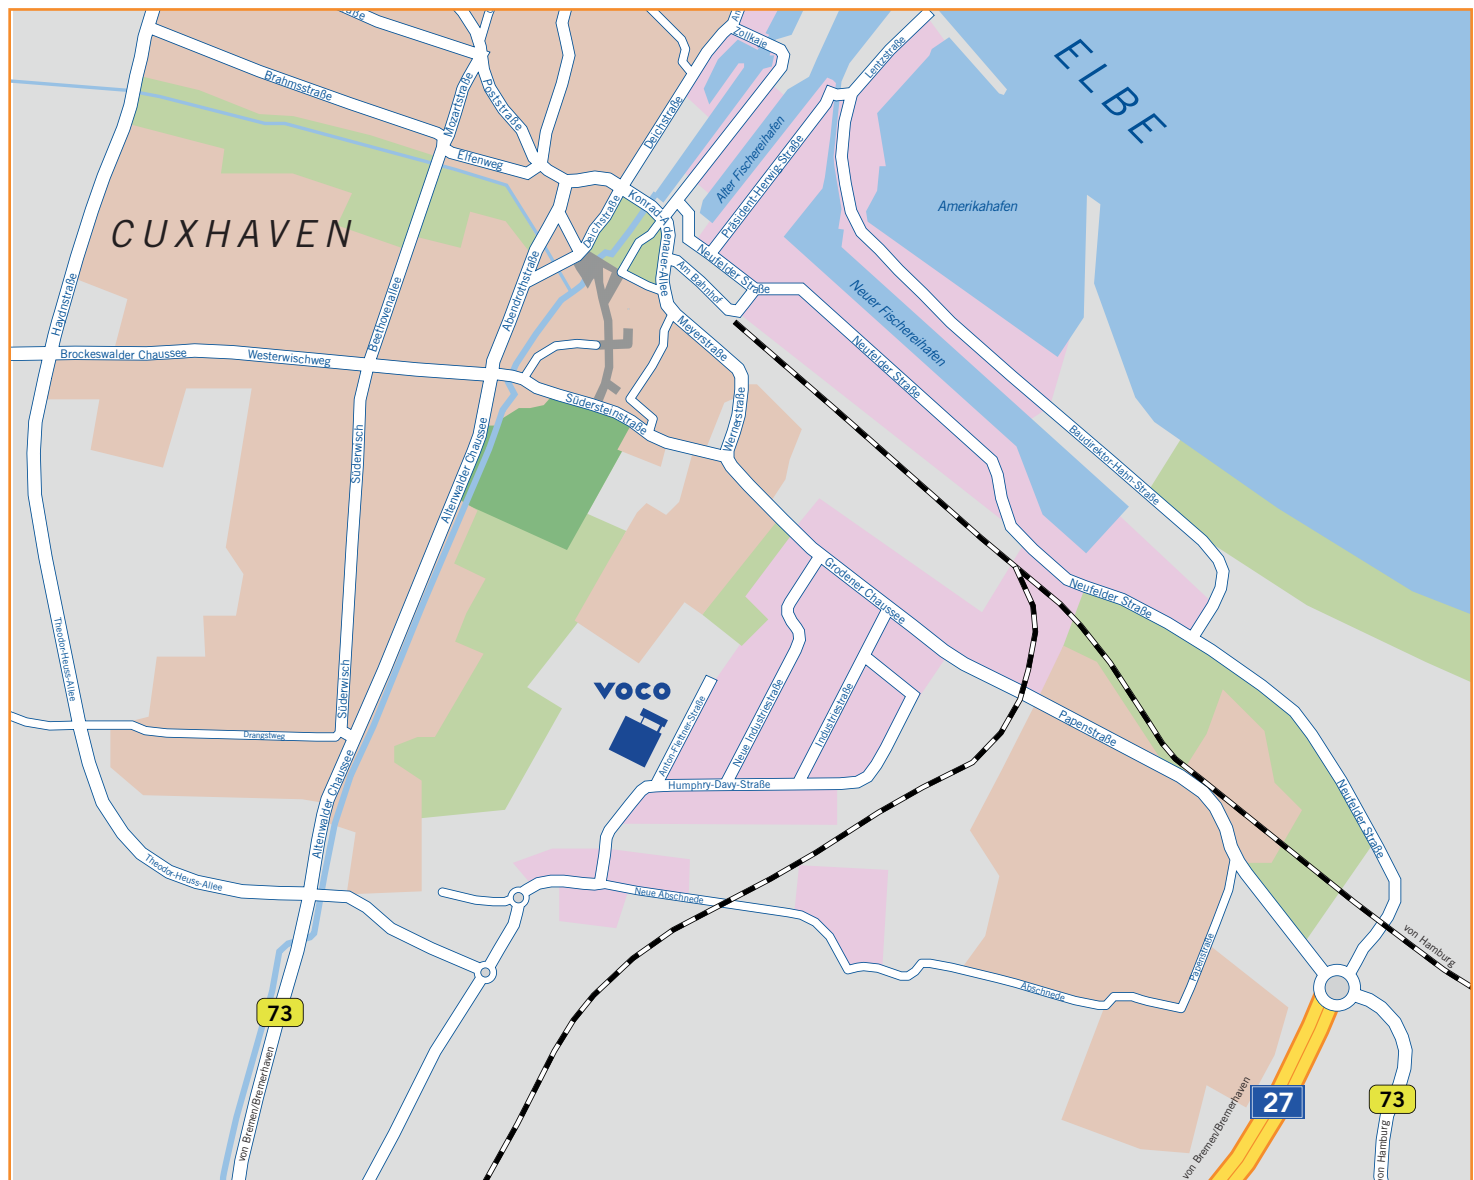 ELBE
CUXHAVEN
Zollkaje
Lentzstraße
Brahmsstraße
Mozartstraße
Poststraße
Elfenweg
Deichstraße
Alter Fischereihafen
Präsident-Herwig-Straße
Amerikahafen
Konrad-Adenauer-Allee
Deichstraße
Neufelder Straße
Am Bahnhof
Haydnstraße
Beethovenallee
Abendrothstraße
Neuer Fischereihafen
Meyerstraße
Brockeswalder Chaussee
Westerwischweg
Neufelder Straße
Südersteinstraße
Wernerstraße
Süderwisch
Altenwalder Chaussee
Baudirektor-Hahn-Straße
Grodener Chaussee
Neufelder Straße
Theodor-Heuss-Allee
Süderwisch
VOCO
Anton-Flettner-Straße
Neue Industriestraße
Industriestraße
Papenstraße
Drangstweg
Humphry-Davy-Straße
Altenwalder Chaussee
Neufelder Straße
Theodor-Heuss-Allee
Neue Abschnede
von Hamburg
Papenstraße
Abschnede
73
von Bremen/Bremerhaven
27
73
von Bremen/Bremerhaven
von Hamburg